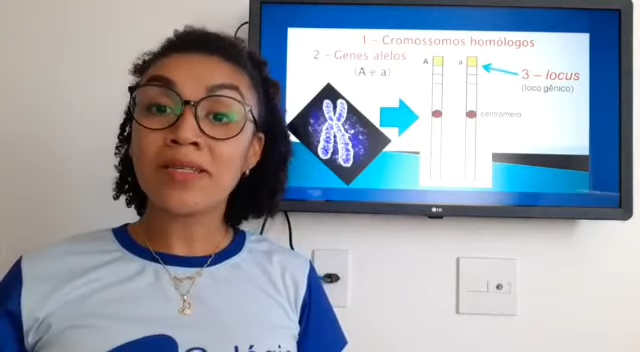 1 - Cromossomos homólogos
2 - Genes alelos
(A e a)
A
a
3 – locus
(loco gênico)
centrômero
LG